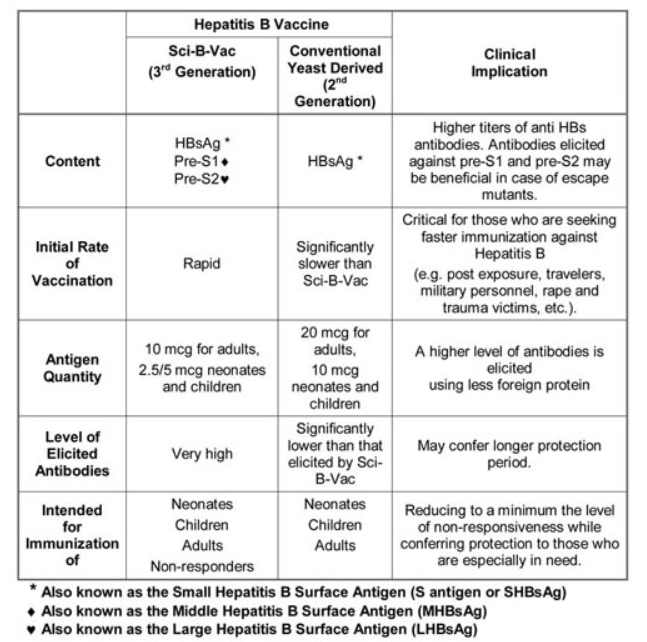 Hepatitis B Vaccine
Sci-B-Vac
(3rd Generation)
Conventional
Yeast Derived
(2nd
Generation)
Clinical
Implication
Content
HBsAg *
Pre-S1♦
Pre-S2♥
HBsAg *
Higher titers of anti HBs
antibodies. Antibodies elicited
against pre-S1 and pre-S2 may
be beneficial in case of escape
mutants.
Initial Rate
of
Vaccination
Rapid
Significantly
slower than
Sci-B-Vac
Critical for those who are seeking
faster immunization against
Hepatitis B
(e.g. post exposure, travelers,
military personnel, rape and
trauma victims, etc.).
Antigen
Quantity
10 mcg for adults,
2.5/5 mcg neonates
and children
20 mcg for
adults,
10 mcg
neonates and
children
A higher level of antibodies is
elicited
using less foreign protein
Level of
Elicited
Antibodies
Very high
Significantly
lower than that
elicited by Sci-
B-Vac
May confer longer protection
period.
Intended
for
Immunization
of
Neonates
Children
Adults
Non-responders
Neonates
Children
Adults
Reducing to a minimum the level
of non-responsiveness while
conferring protection to those who
are especially in need.
* Also known as the Small Hepatitis B Surface Antigen (S antigen or SHBsAg)
♦ Also known as the Middle Hepatitis B Surface Antigen (MHBsAg)
♥ Also known as the Large Hepatitis B Surface Antigen (LHBsAg)